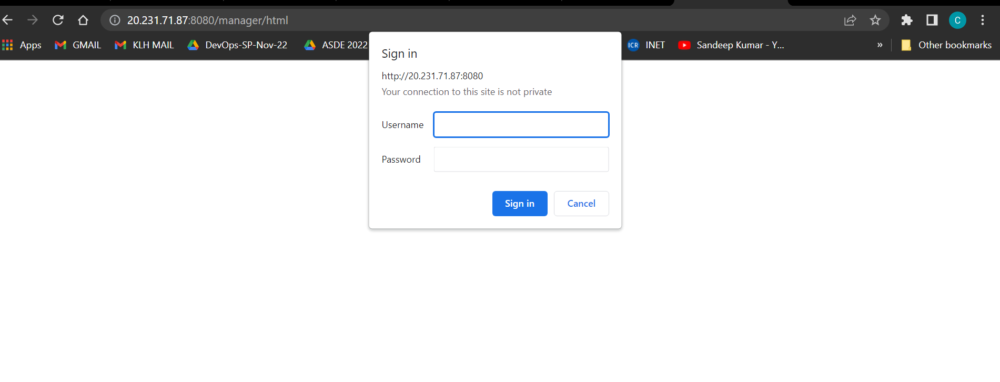 20.231.71.87:8080/manager/html
C
Apps GMAIL KLH MAIL DevOps-SP-Nov-22 ASDE 2022 ICR INET Sandeep Kumar - Y... » Other bookmarks
Sign in
http://20.231.71.87:8080
Your connection to this site is not private
Username
Password
Sign in Cancel